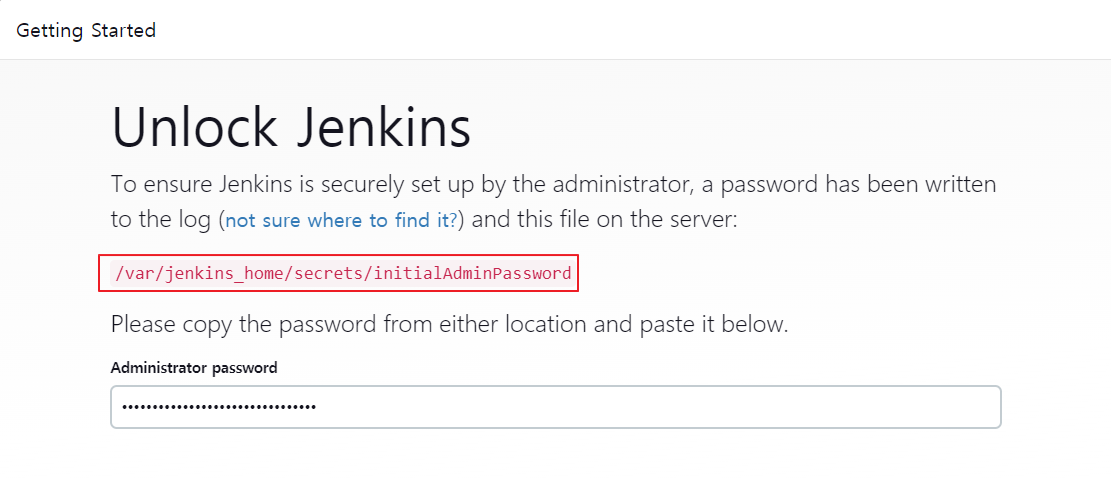 Getting Started
Unlock Jenkins
To ensure Jenkins is securely set up by the administrator, a password has been written
to the log (not sure where to find it?) and this file on the server:
/var/jenkins_home/secrets/initialAdminPassword
Please copy the password from either location and paste it below.
Administrator password
••••••••••••••••••••••••••••••••